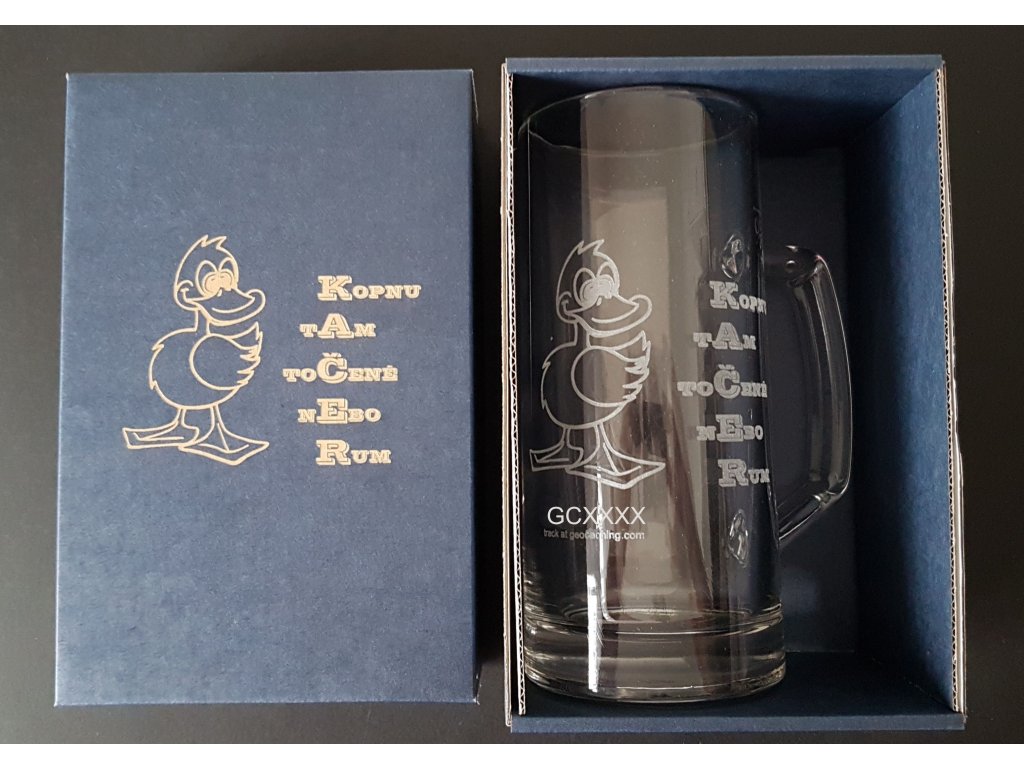 Kopnu
tAm
toČené
nEbo
Rum
Kopnu
tAm
toČené
nEbo
Rum
GCXXXX
track at geocaching.com